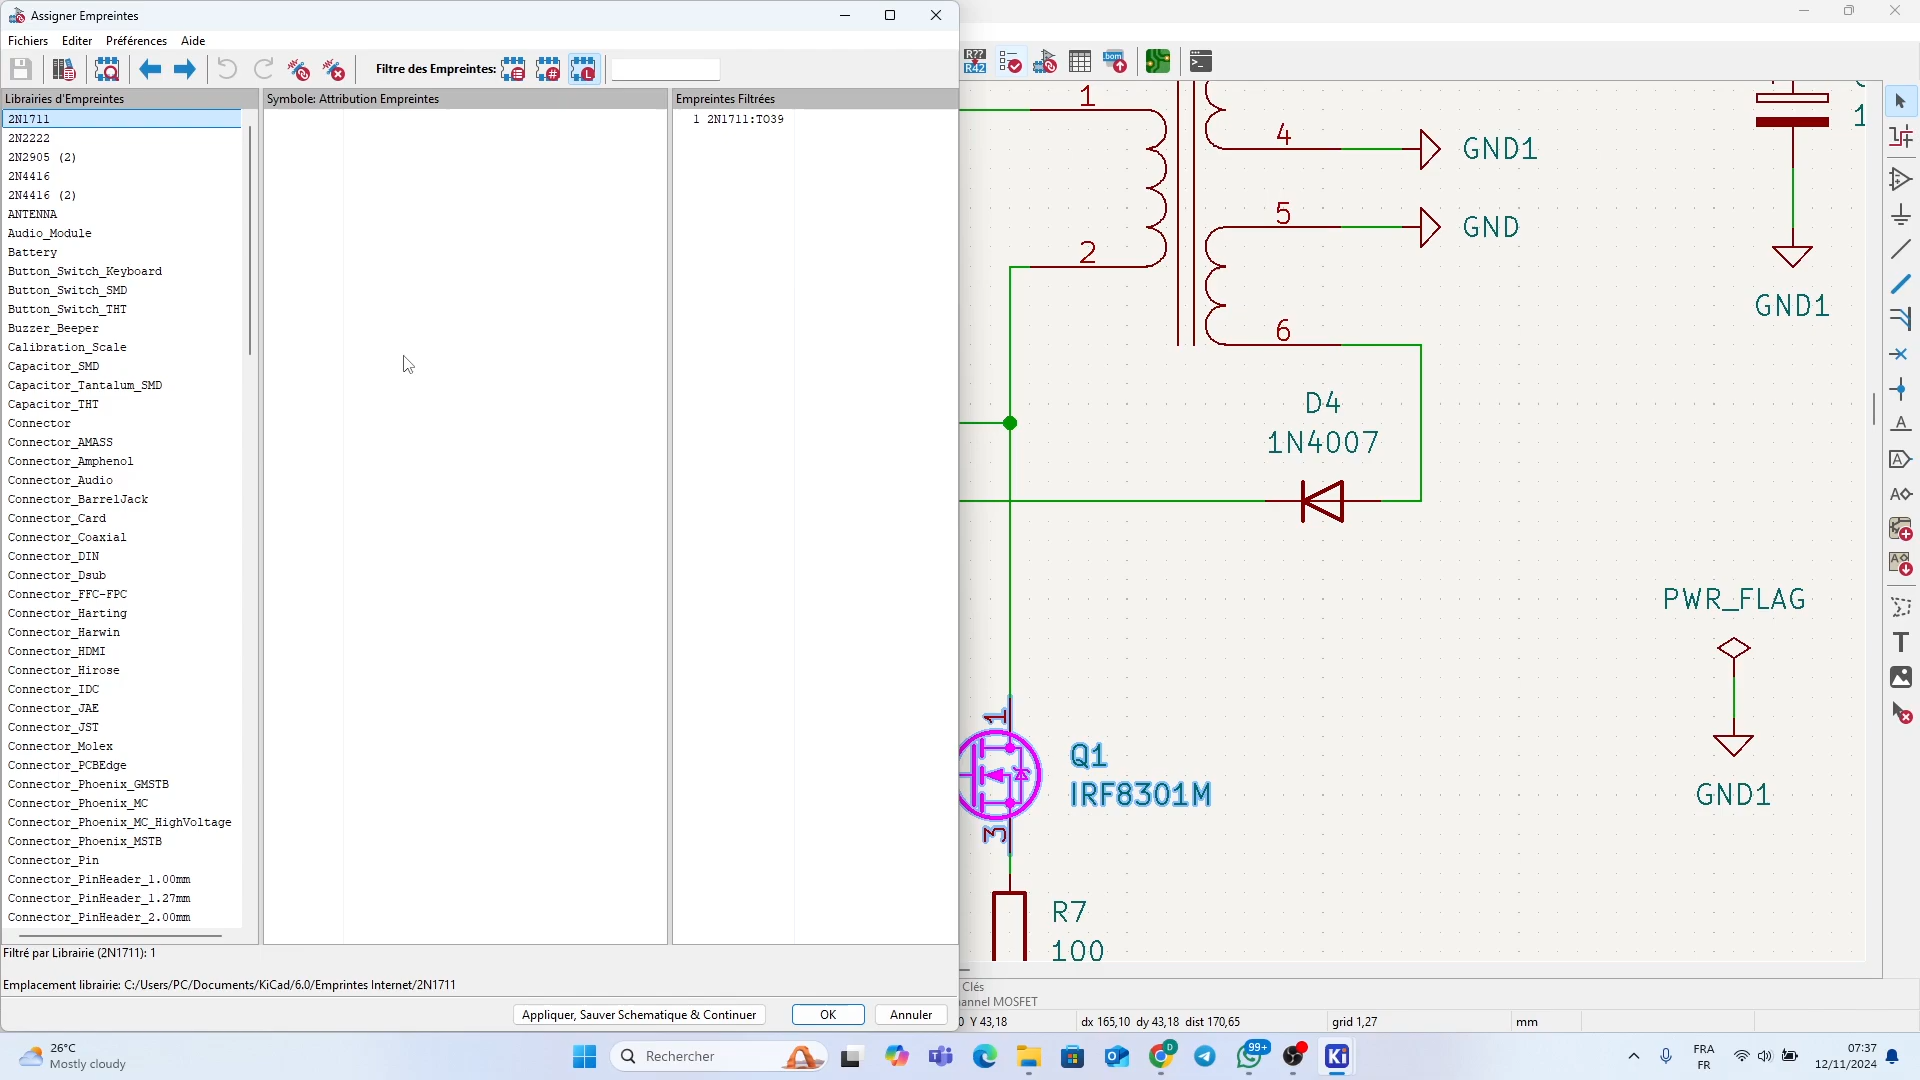 Assigner Empreintes
Fichiers Editer Préférences Aide
Filtre des Empreintes:
Librairies d'Empreintes
Symbole: Attribution Empreintes
Empreintes Filtrées
2N1711
2N2222
2N2905 (2)
2N4416
2N4416 (2)
ANTENNA
Audio_Module
Battery
Button_Switch_Keyboard
Button_Switch_SMD
Button_Switch_THT
Buzzer_Beeper
Calibration_Scale
Capacitor_SMD
Capacitor_Tantalum_SMD
Capacitor_THT
Connector
Connector_AMASS
Connector_Amphenol
Connector_Audio
Connector_BarrelJack
Connector_Card
Connector_Coaxial
Connector_DIN
Connector_Dsub
Connector_FFC-FPC
Connector_Harting
Connector_Harwin
Connector_HDMI
Connector_Hirose
Connector_IDC
Connector_JAE
Connector_JST
Connector_Molex
Connector_PCBEdge
Connector_Phoenix_GMSTB
Connector_Phoenix_MC
Connector_Phoenix_MC_HighVoltage
Connector_Phoenix_MSTB
Connector_Pin
Connector_PinHeader_1.00mm
Connector_PinHeader_1.27mm
Connector_PinHeader_2.00mm
1 2N1711:TO39
Filtré par Librairie (2N1711): 1
Emplacement librairie: C:/Users/PC/Documents/KiCad/6.0/Emprintes Internet/2N1711
Appliquer, Sauver Schematique & Continuer
OK
Annuler
R??
R42
bom
1
4
GND1
5
GND
2
6
D4
1N4007
1
GND1
PWR_FLAG
GND1
1
Q1
IRF8301M
3
R7
100
Clés
annel MOSFET
0 Y 43,18
dx 165,10 dy 43,18 dist 170,65
grid 1,27
mm
26°C
Mostly cloudy
Rechercher
D
99+
Ki
FRA
FR
07:37
12/11/2024